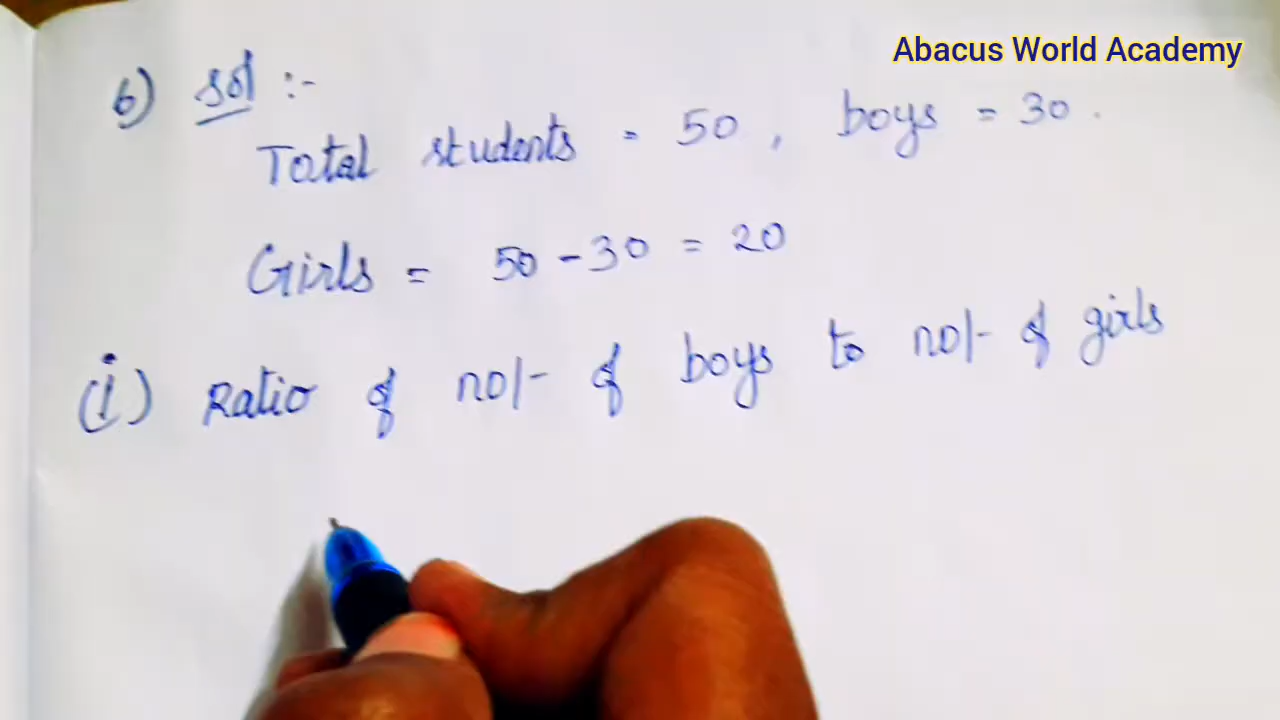 Abacus World Academy
6) sol :-
Total students = 50, boys = 30.
Girls = 50 - 30 = 20
(i) Ratio of no/- of boys to no/- of girls